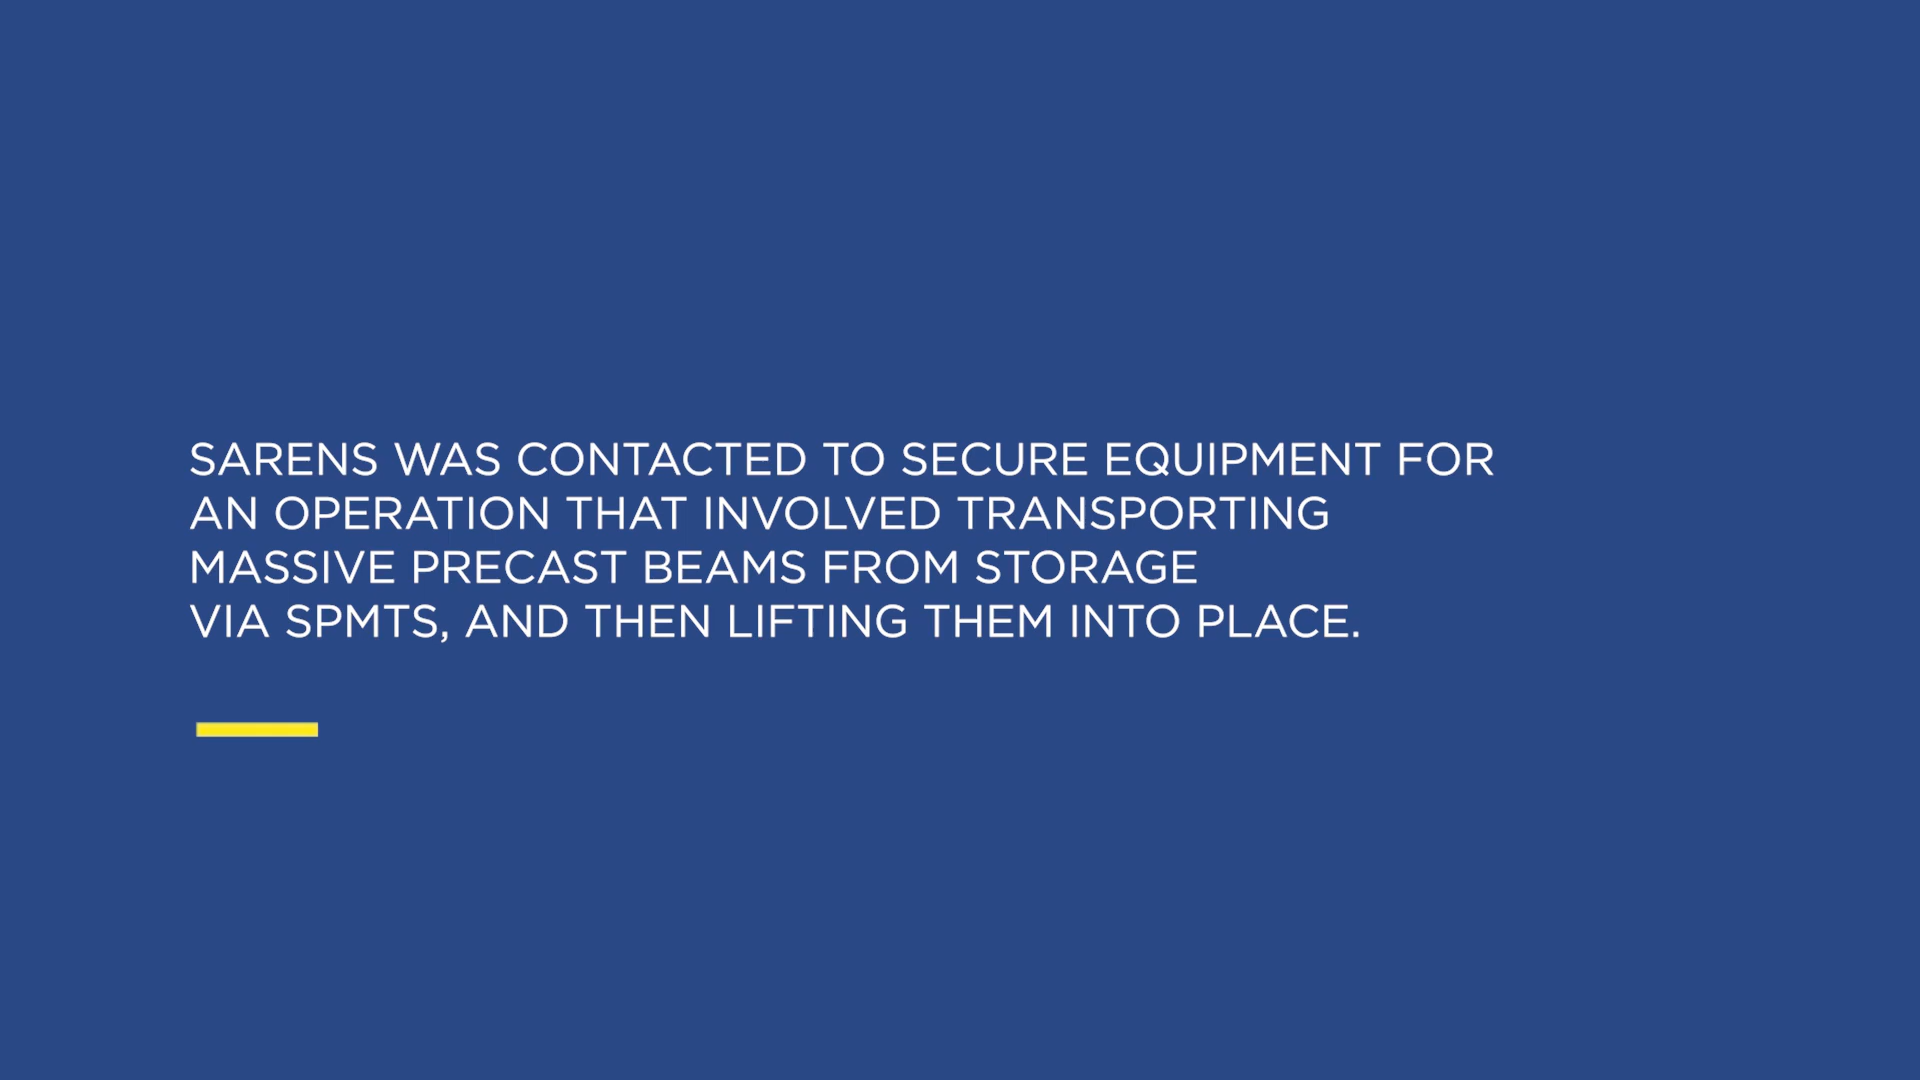 SARENS WAS CONTACTED TO SECURE EQUIPMENT FOR
AN OPERATION THAT INVOLVED TRANSPORTING
MASSIVE PRECAST BEAMS FROM STORAGE
VIA SPMTS, AND THEN LIFTING THEM INTO PLACE.